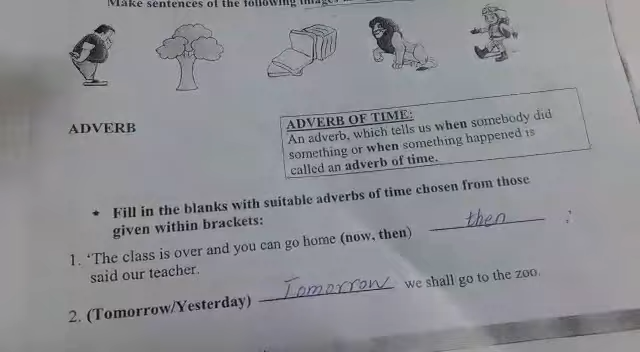 Make sentences of the following images
ADVERB
ADVERB OF TIME:
An adverb, which tells us when somebody did
something or when something happened is
called an adverb of time.
* Fill in the blanks with suitable adverbs of time chosen from those
given within brackets:
1. 'The class is over and you can go home (now, then) then ;
said our teacher.
2. (Tomorrow/Yesterday) Tomorrow we shall go to the zoo.